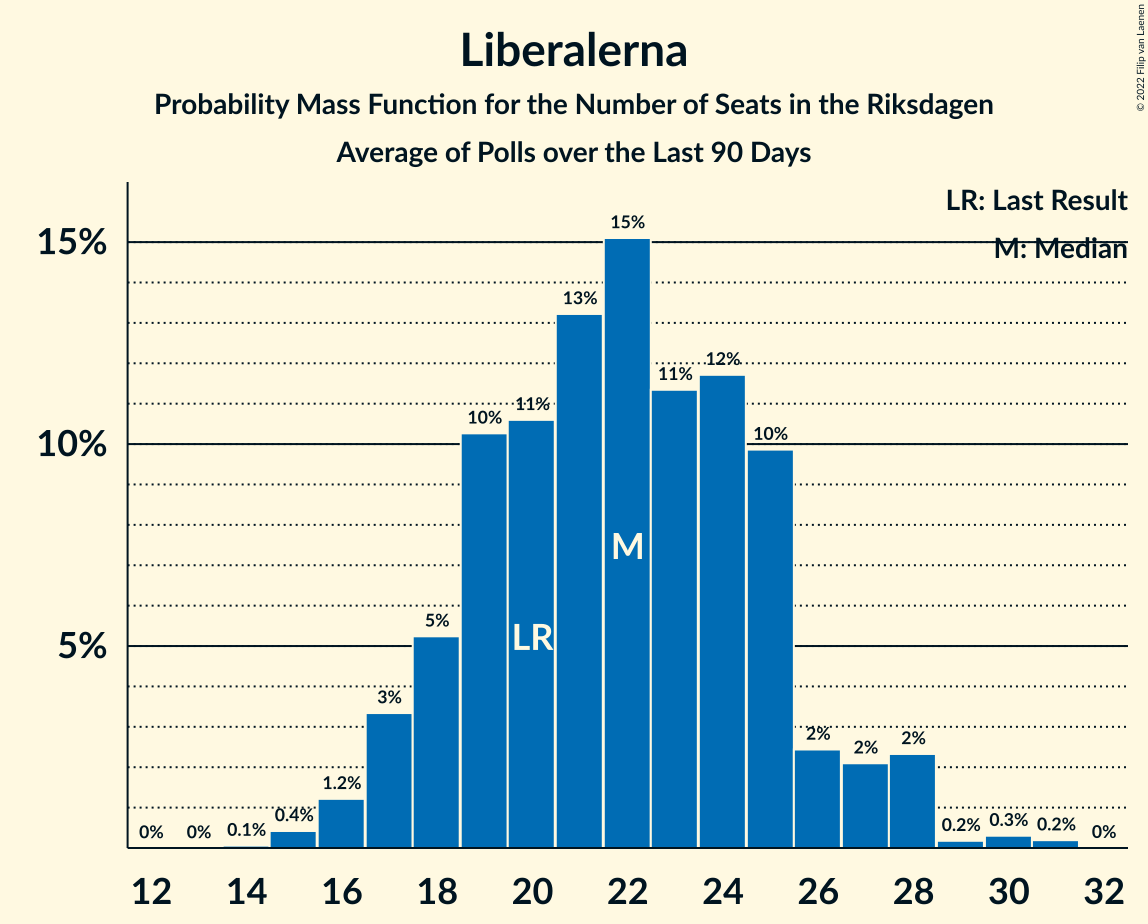 Liberalerna
Probability Mass Function for the Number of Seats in the Riksdagen
Average of Polls over the Last 90 Days
© 2022 Filip van Laenen
LR: Last Result
M: Median
15%
10%
5%
0%
0%
0.1%
0.4%
1.2%
3%
5%
10%
11%
13%
15%
11%
12%
10%
2%
2%
2%
0.2%
0.3%
0.2%
0%
LR
M
12 14 16 18 20 22 24 26 28 30 32